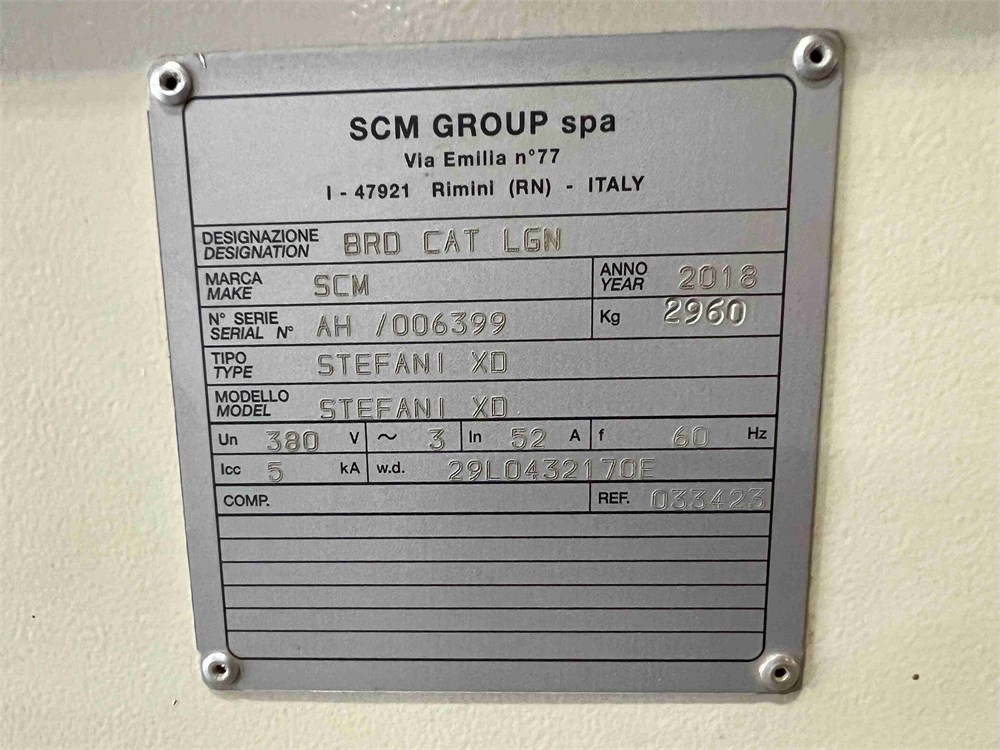 SCM GROUP spa
Via Emilia n°77
I - 47921 Rimini (RN) - ITALY
DESIGNAZIONE
DESIGNATION BRD CAT LGN
MARCA
MAKE SCM
ANNO
YEAR 2018
N° SERIE
SERIAL N° AH /006399
Kg 2960
TIPO
TYPE STEFANI XD
MODELLO
MODEL STEFANI XD
Un 380 V ~ 3 In 52 A f 60 Hz
Icc 5 kA w.d. 29L0432170E
COMP. REF. 033423